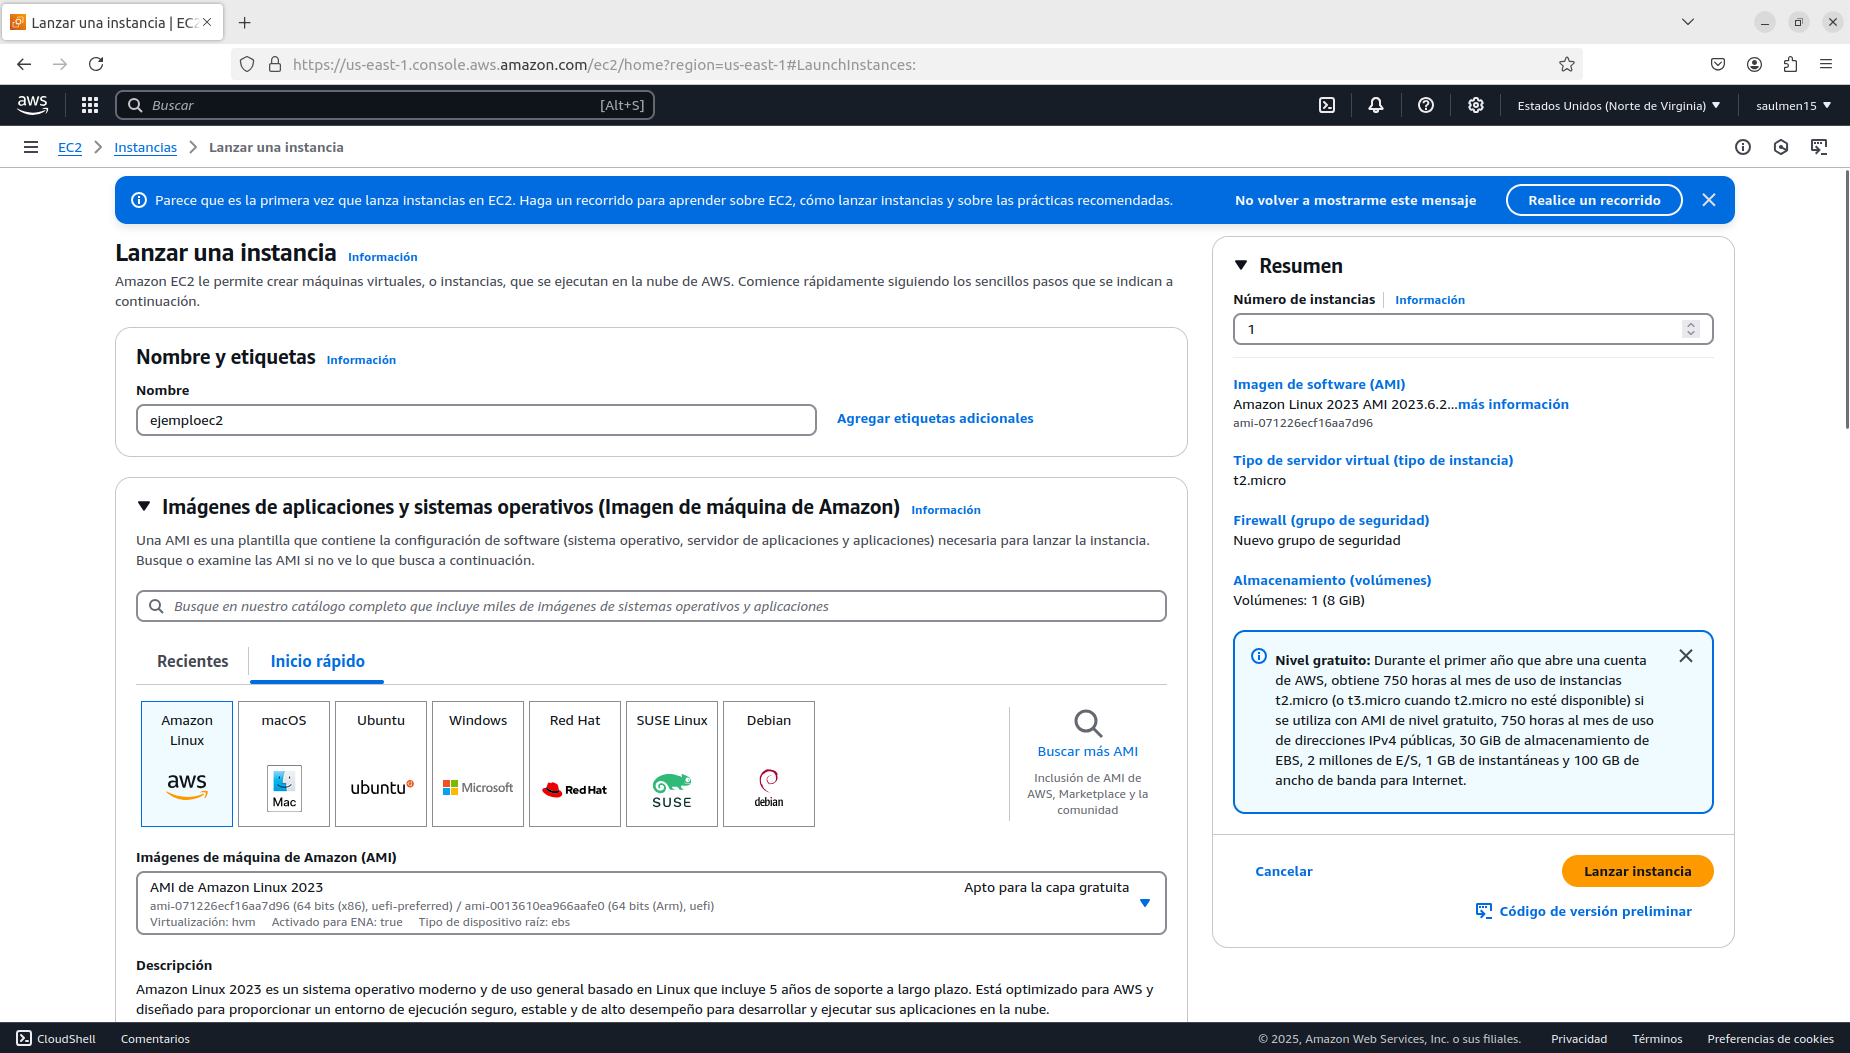 Lanzar una instancia | EC2
https://us-east-1.console.aws.amazon.com/ec2/home?region=us-east-1#LaunchInstances:
aws
Buscar
[Alt+S]
Estados Unidos (Norte de Virginia)
saulmen15
EC2
Instancias
Lanzar una instancia
Parece que es la primera vez que lanza instancias en EC2. Haga un recorrido para aprender sobre EC2, cómo lanzar instancias y sobre las prácticas recomendadas.
No volver a mostrarme este mensaje
Realice un recorrido
Lanzar una instancia
Información
Amazon EC2 le permite crear máquinas virtuales, o instancias, que se ejecutan en la nube de AWS. Comience rápidamente siguiendo los sencillos pasos que se indican a
continuación.
Nombre y etiquetas
Información
Nombre
ejemploec2
Agregar etiquetas adicionales
Imágenes de aplicaciones y sistemas operativos (Imagen de máquina de Amazon)
Información
Una AMI es una plantilla que contiene la configuración de software (sistema operativo, servidor de aplicaciones y aplicaciones) necesaria para lanzar la instancia.
Busque o examine las AMI si no ve lo que busca a continuación.
Busque en nuestro catálogo completo que incluye miles de imágenes de sistemas operativos y aplicaciones
Recientes
Inicio rápido
Amazon
Linux
aws
macOS
Mac
Ubuntu
ubuntu
Windows
Microsoft
Red Hat
Red Hat
SUSE Linux
SUSE
Debian
debian
Buscar más AMI
Inclusión de AMI de
AWS, Marketplace y la
comunidad
Imágenes de máquina de Amazon (AMI)
AMI de Amazon Linux 2023
Apto para la capa gratuita
ami-071226ecf16aa7d96 (64 bits (x86), uefi-preferred) / ami-0013610ea966aafe0 (64 bits (Arm), uefi)
Virtualización: hvm
Activado para ENA: true
Tipo de dispositivo raíz: ebs
Descripción
Amazon Linux 2023 es un sistema operativo moderno y de uso general basado en Linux que incluye 5 años de soporte a largo plazo. Está optimizado para AWS y
diseñado para proporcionar un entorno de ejecución seguro, estable y de alto desempeño para desarrollar y ejecutar sus aplicaciones en la nube.
Resumen
Número de instancias
Información
1
Imagen de software (AMI)
Amazon Linux 2023 AMI 2023.6.2...más información
ami-071226ecf16aa7d96
Tipo de servidor virtual (tipo de instancia)
t2.micro
Firewall (grupo de seguridad)
Nuevo grupo de seguridad
Almacenamiento (volúmenes)
Volúmenes: 1 (8 GiB)
Nivel gratuito: Durante el primer año que abre una cuenta
de AWS, obtiene 750 horas al mes de uso de instancias
t2.micro (o t3.micro cuando t2.micro no esté disponible) si
se utiliza con AMI de nivel gratuito, 750 horas al mes de uso
de direcciones IPv4 públicas, 30 GiB de almacenamiento de
EBS, 2 millones de E/S, 1 GB de instantáneas y 100 GB de
ancho de banda para Internet.
Cancelar
Lanzar instancia
Código de versión preliminar
CloudShell
Comentarios
© 2025, Amazon Web Services, Inc. o sus filiales.
Privacidad
Términos
Preferencias de cookies